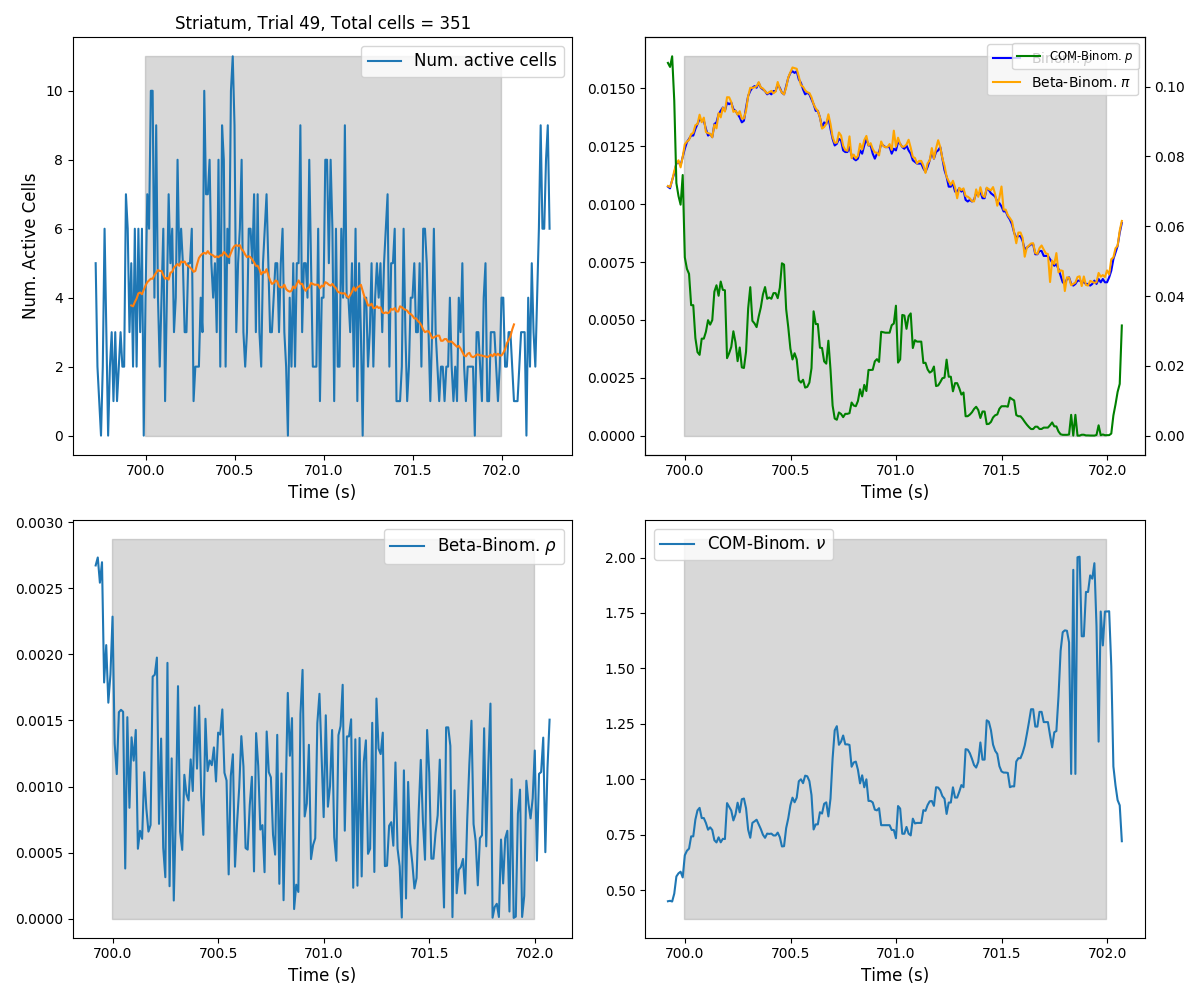 Striatum, Trial 49, Total cells = 351
Num. active cells
Num. Active Cells
10
8
6
4
2
0
700.0 700.5 701.0 701.5 702.0
Time (s)
COM-Binom. p
Beta-Binom. π
0.0150
0.0125
0.0100
0.0075
0.0050
0.0025
0.0000
0.10
0.08
0.06
0.04
0.02
0.00
700.0 700.5 701.0 701.5 702.0
Time (s)
Beta-Binom. ρ
0.0030
0.0025
0.0020
0.0015
0.0010
0.0005
0.0000
700.0 700.5 701.0 701.5 702.0
Time (s)
COM-Binom. ν
2.00
1.75
1.50
1.25
1.00
0.75
0.50
700.0 700.5 701.0 701.5 702.0
Time (s)